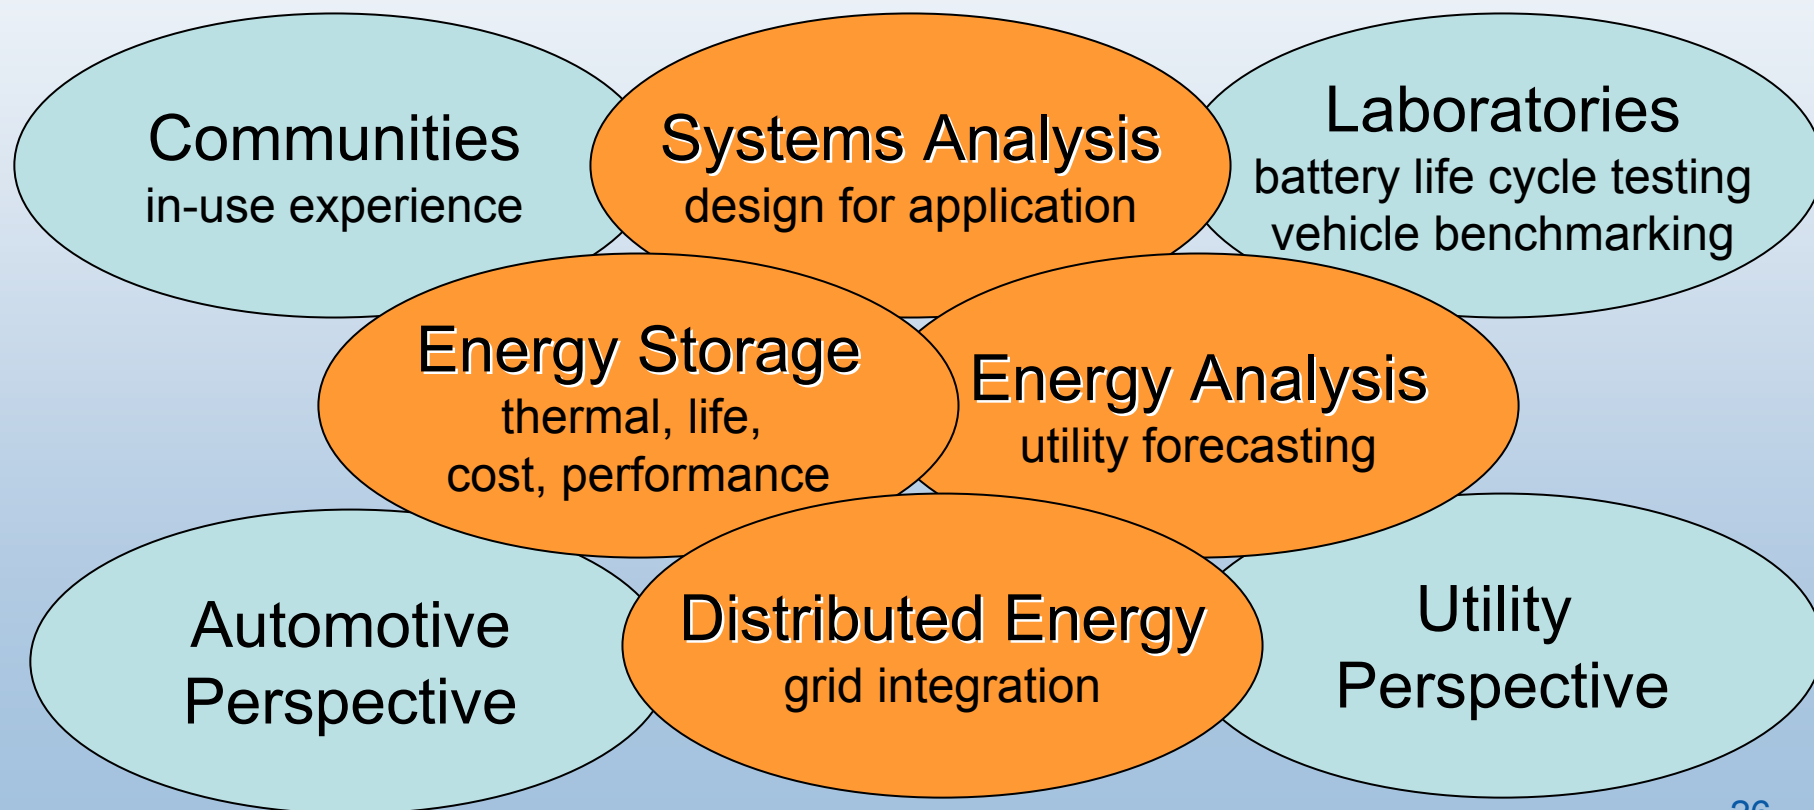 Communities
in-use experience
Systems Analysis
design for application
Laboratories
battery life cycle testing
vehicle benchmarking
Energy Storage
thermal, life,
cost, performance
Energy Analysis
utility forecasting
Automotive
Perspective
Distributed Energy
grid integration
Utility
Perspective
26